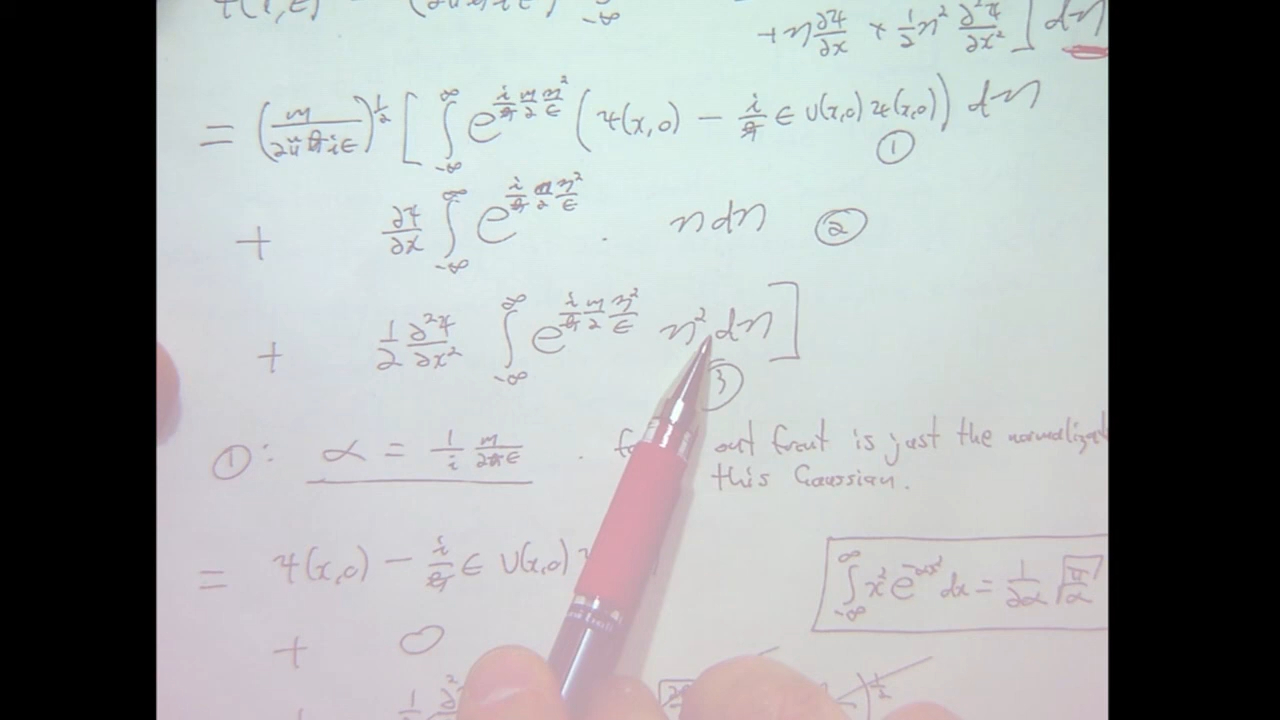 + η ∂ψ/∂x + 1/2 η² ∂²ψ/∂x² ] dη
= (m/2πħiε)^1/2 [ ∫_-∞^∞ e^(i/ħ m/2 η²/ε) (ψ(x,0) - i/ħ ε U(x,0) ψ(x,0)) dη
①
+ ∂ψ/∂x ∫_-∞^∞ e^(i/ħ m/2 η²/ε) . η dη ②
+ 1/2 ∂²ψ/∂x² ∫_-∞^∞ e^(i/ħ m/2 η²/ε) η² dη ]
③
①: α = 1/i m/2ħε . out front is just the
this Gaussian.
= ψ(x,0) - i/ħ ε U(x,0)
∫_-∞^∞ x² e^-αx² dx = 1/2α √π/α
+ 0